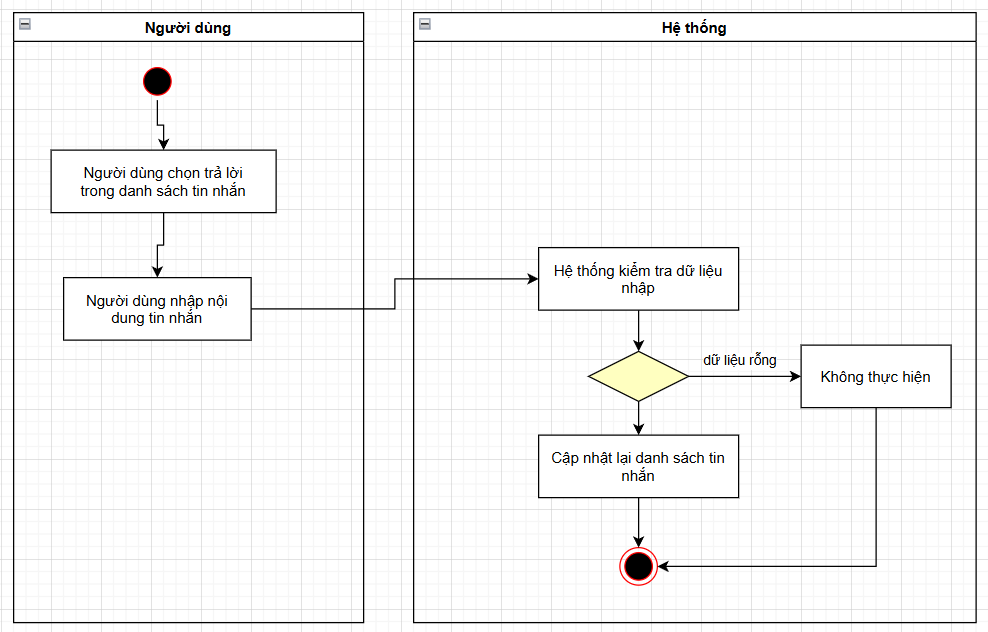 Người dùng
Hệ thống
Người dùng chọn trả lời
trong danh sách tin nhắn
Người dùng nhập nội
dung tin nhắn
Hệ thống kiểm tra dữ liệu
nhập
dữ liệu rỗng
Không thực hiện
Cập nhật lại danh sách tin
nhắn